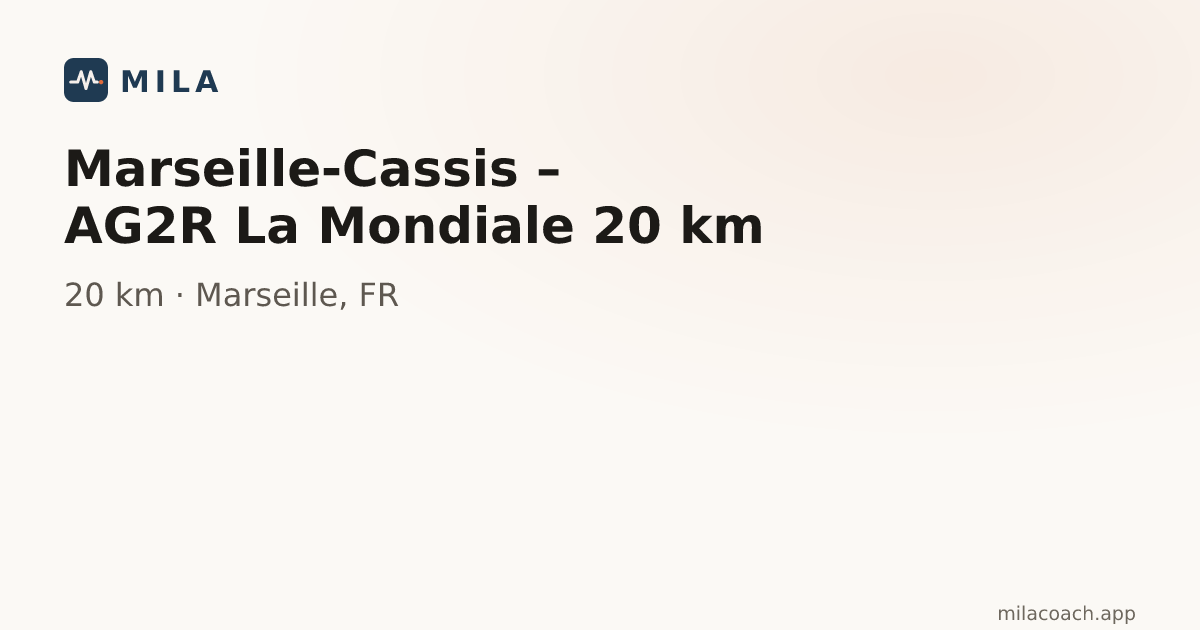 MILA
Marseille-Cassis –
AG2R La Mondiale 20 km
20 km · Marseille, FR
milacoach.app